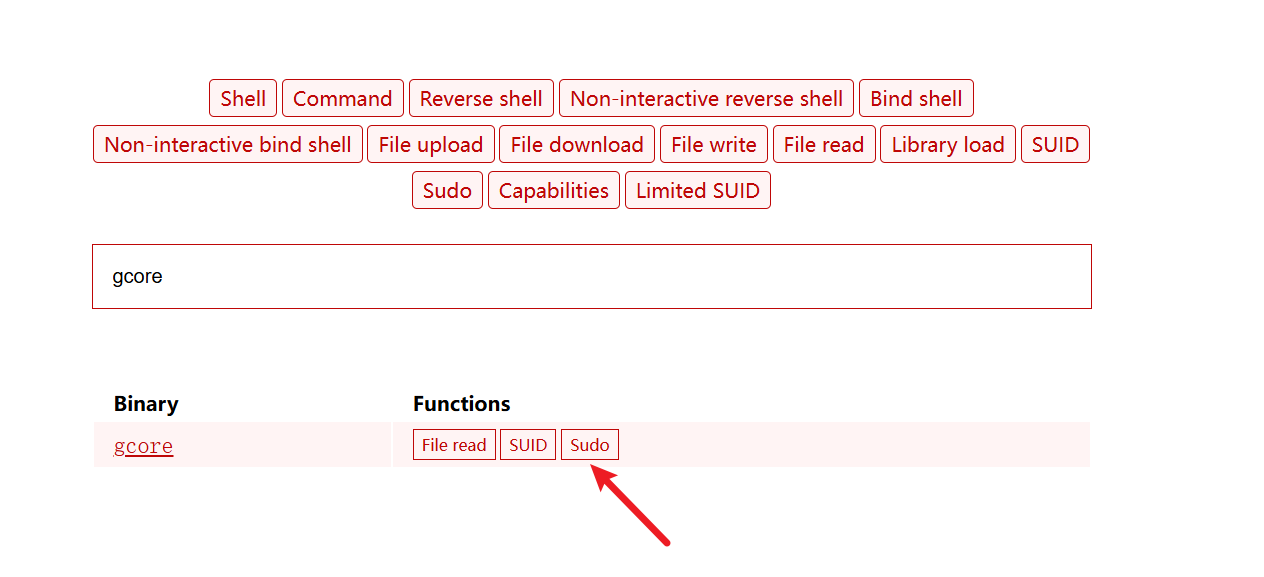 Shell Command Reverse shell Non-interactive reverse shell Bind shell
Non-interactive bind shell File upload File download File write File read Library load SUID
Sudo Capabilities Limited SUID
gcore
Binary Functions
gcore File read SUID Sudo